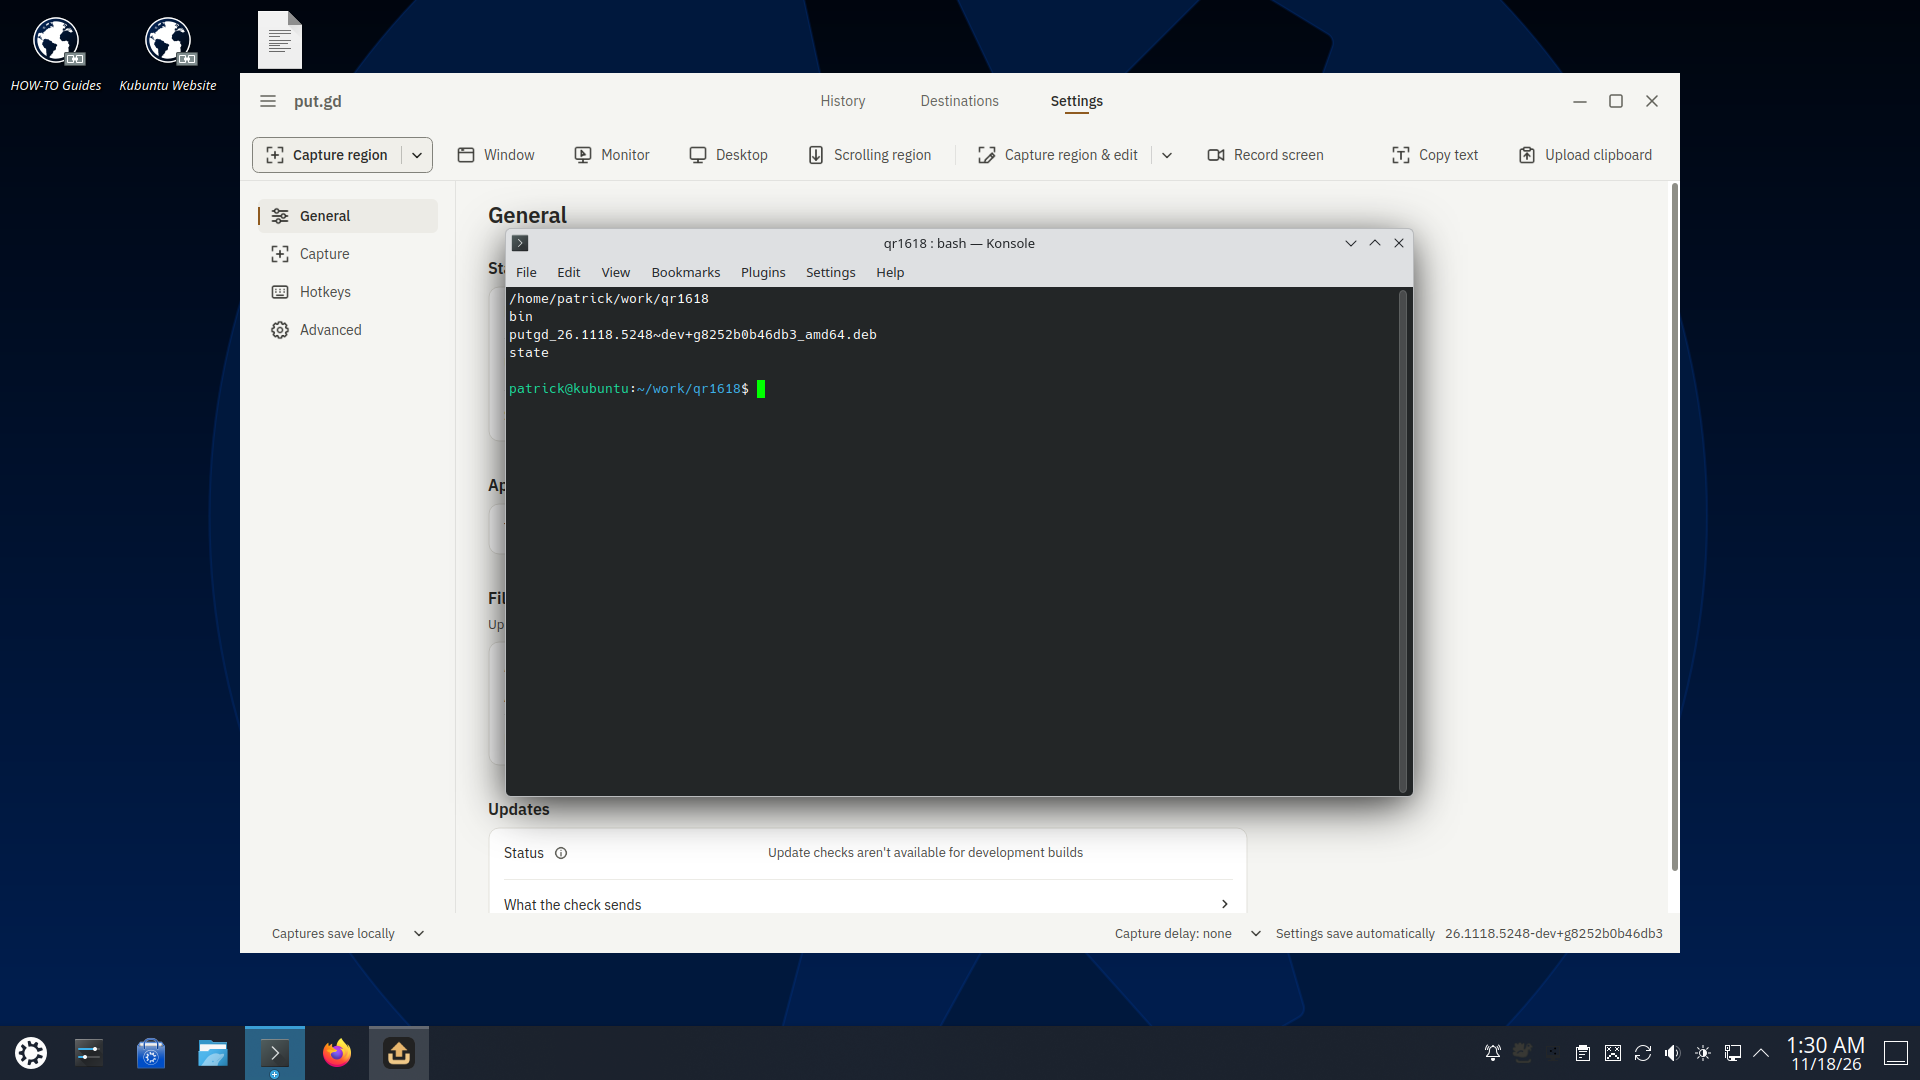 HOW-TO Guides
Kubuntu Website
put.gd
History
Destinations
Settings
Capture region
Window
Monitor
Desktop
Scrolling region
Capture region & edit
Record screen
Copy text
Upload clipboard
General
Capture
Hotkeys
Advanced
General
qr1618 : bash — Konsole
File
Edit
View
Bookmarks
Plugins
Settings
Help
/home/patrick/work/qr1618
bin
putgd_26.1118.5248~dev+g8252b0b46db3_amd64.deb
state
patrick@kubuntu:~/work/qr1618$
Updates
Status
Update checks aren't available for development builds
What the check sends
Captures save locally
Capture delay: none
Settings save automatically
26.1118.5248-dev+g8252b0b46db3
1:30 AM
11/18/26